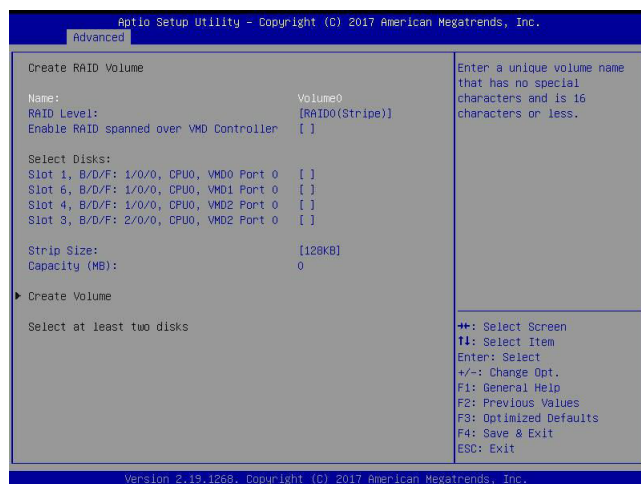 Aptio Setup Utility – Copyright (C) 2017 American Megatrends, Inc.
Advanced
Create RAID Volume
Name: Volume0
RAID Level: [RAID0(Stripe)]
Enable RAID spanned over VMD Controller [ ]
Select Disks:
Slot 1, B/D/F: 1/0/0, CPU0, VMD0 Port 0 [ ]
Slot 6, B/D/F: 1/0/0, CPU0, VMD1 Port 0 [ ]
Slot 4, B/D/F: 1/0/0, CPU0, VMD2 Port 0 [ ]
Slot 3, B/D/F: 2/0/0, CPU0, VMD2 Port 0 [ ]
Strip Size: [128KB]
Capacity (MB): 0
Create Volume
Select at least two disks
Enter a unique volume name
that has no special
characters and is 16
characters or less.
→←: Select Screen
↑↓: Select Item
Enter: Select
+/-: Change Opt.
F1: General Help
F2: Previous Values
F3: Optimized Defaults
F4: Save & Exit
ESC: Exit
Version 2.19.1268. Copyright (C) 2017 American Megatrends, Inc.